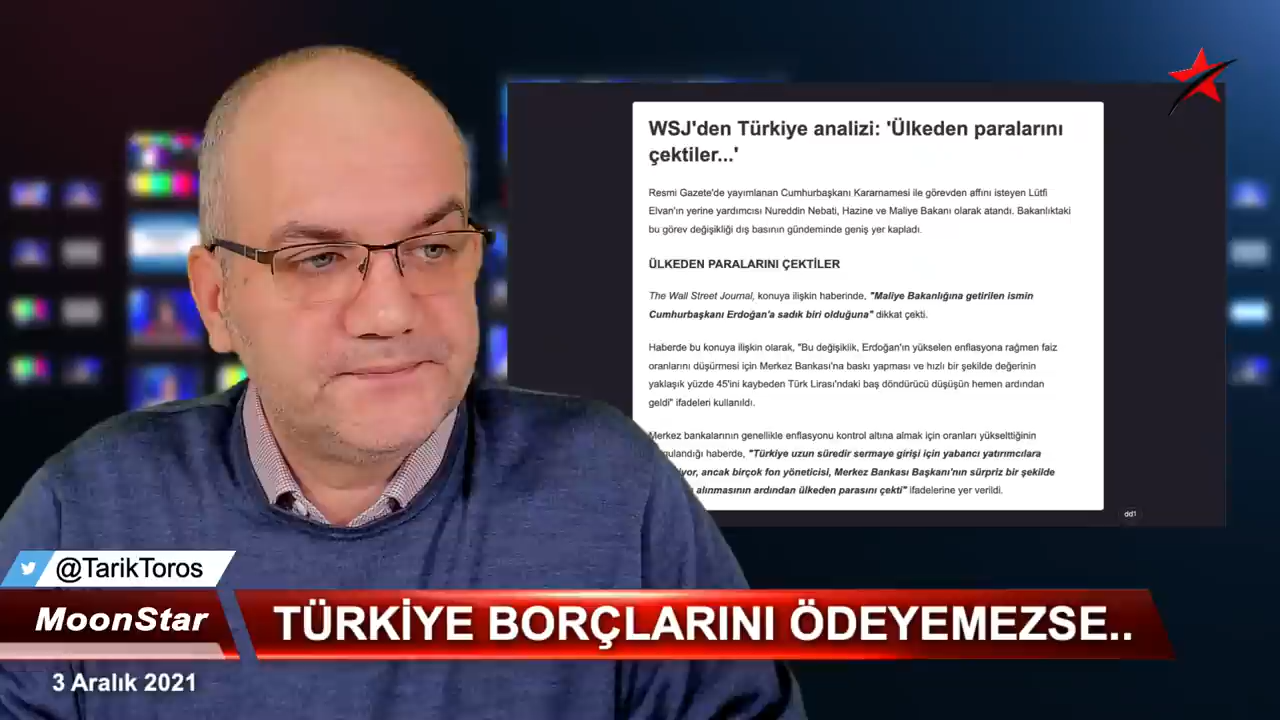 WSJ'den Türkiye analizi: 'Ülkeden paralarını
çektiler...'
Resmi Gazete'de yayımlanan Cumhurbaşkanı Kararnamesi ile görevden affını isteyen Lütfi
Elvan'ın yerine yardımcısı Nureddin Nebati, Hazine ve Maliye Bakanı olarak atandı. Bakanlıktaki
bu görev değişikliği dış basının gündeminde geniş yer kapladı.
ÜLKEDEN PARALARINI ÇEKTİLER
The Wall Street Journal, konuya ilişkin haberinde, "Maliye Bakanlığına getirilen ismin
Cumhurbaşkanı Erdoğan'a sadık biri olduğuna" dikkat çekti.
Haberde bu konuya ilişkin olarak, "Bu değişiklik, Erdoğan'ın yükselen enflasyona rağmen faiz
oranlarını düşürmesi için Merkez Bankası'na baskı yapması ve hızlı bir şekilde değerinin
yaklaşık yüzde 45'ini kaybeden Türk Lirası'ndaki baş döndürücü düşüşün hemen ardından
geldi" ifadeleri kullanıldı.
Merkez bankalarının genellikle enflasyonu kontrol altına almak için oranları yükselttiğinin
haberde, "Türkiye uzun süredir sermaye girişi için yabancı yatırımcılara
ancak birçok fon yöneticisi, Merkez Bankası Başkanı'nın sürpriz bir şekilde
alınmasının ardından ülkeden parasını çekti" ifadelerine yer verildi.
dd1
@TarikToros
MoonStar
TÜRKİYE BORÇLARINI ÖDEYEMEZSE..
3 Aralık 2021